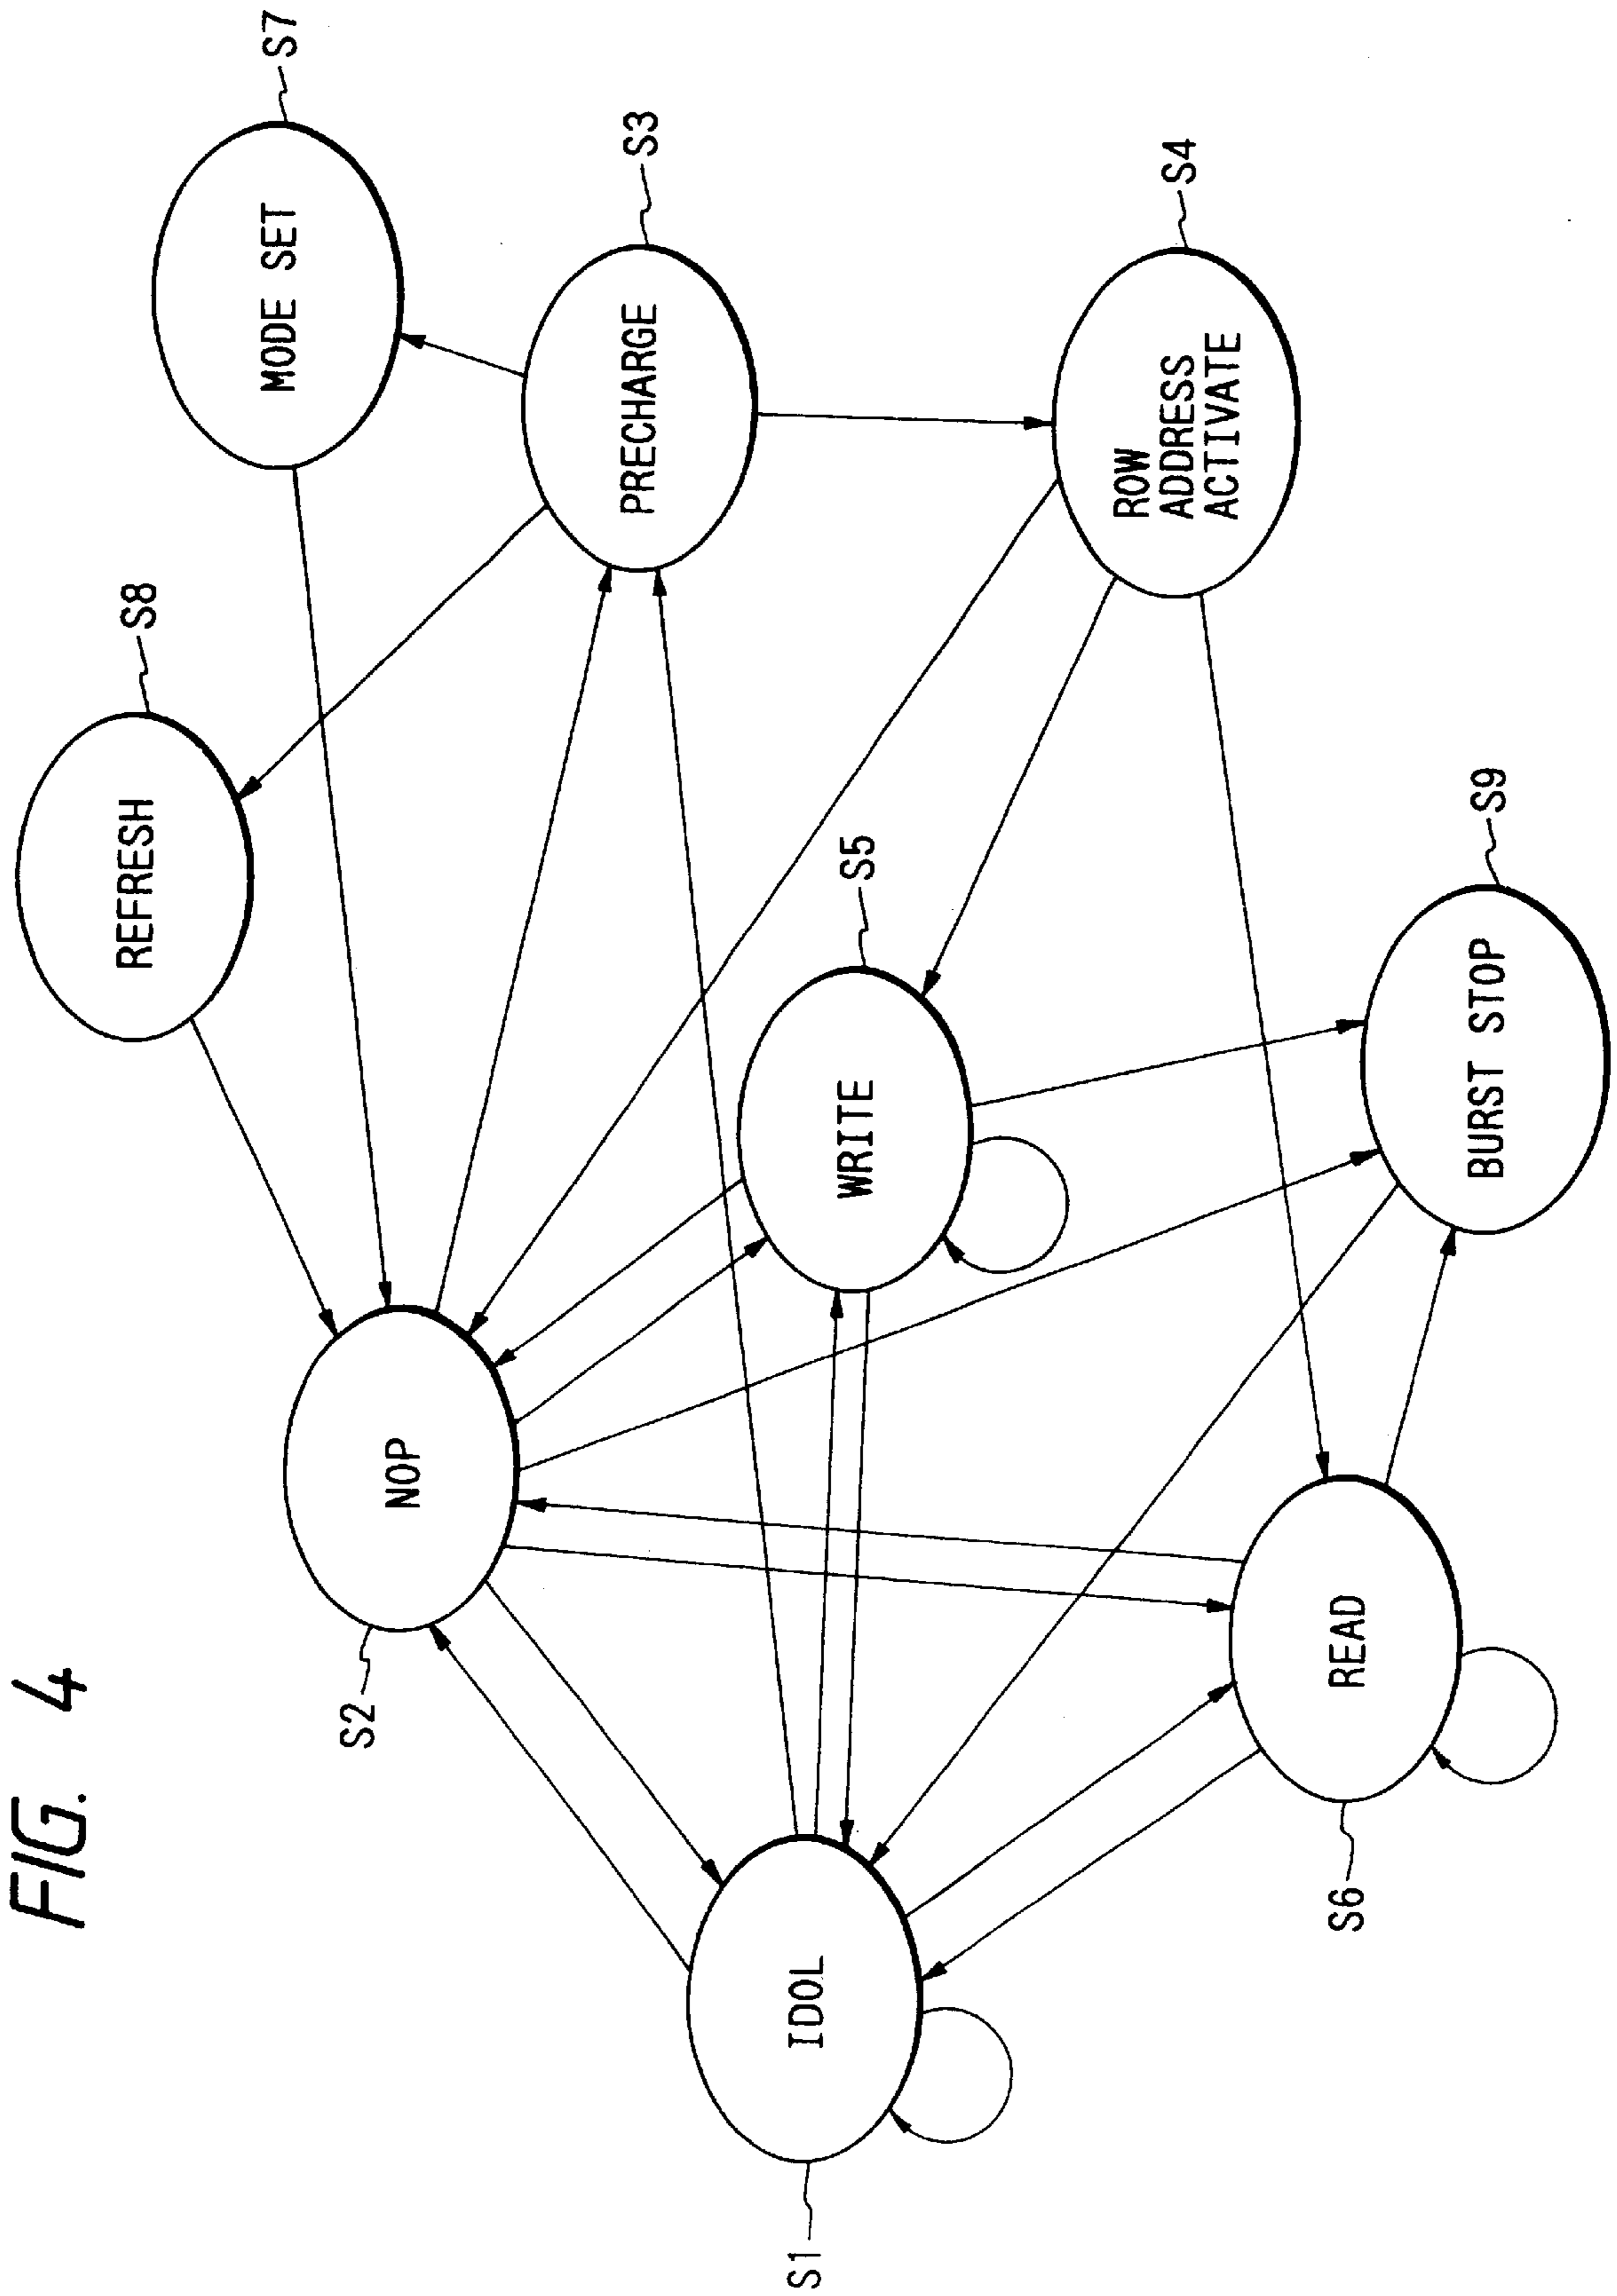 FIG. 4
REFRESH
S8
MODE SET
S7
NOP
S2
PRECHARGE
S3
IDOL
S1
WRITE
S5
ROW
ADDRESS
ACTIVATE
S4
READ
S6
BURST STOP
S9